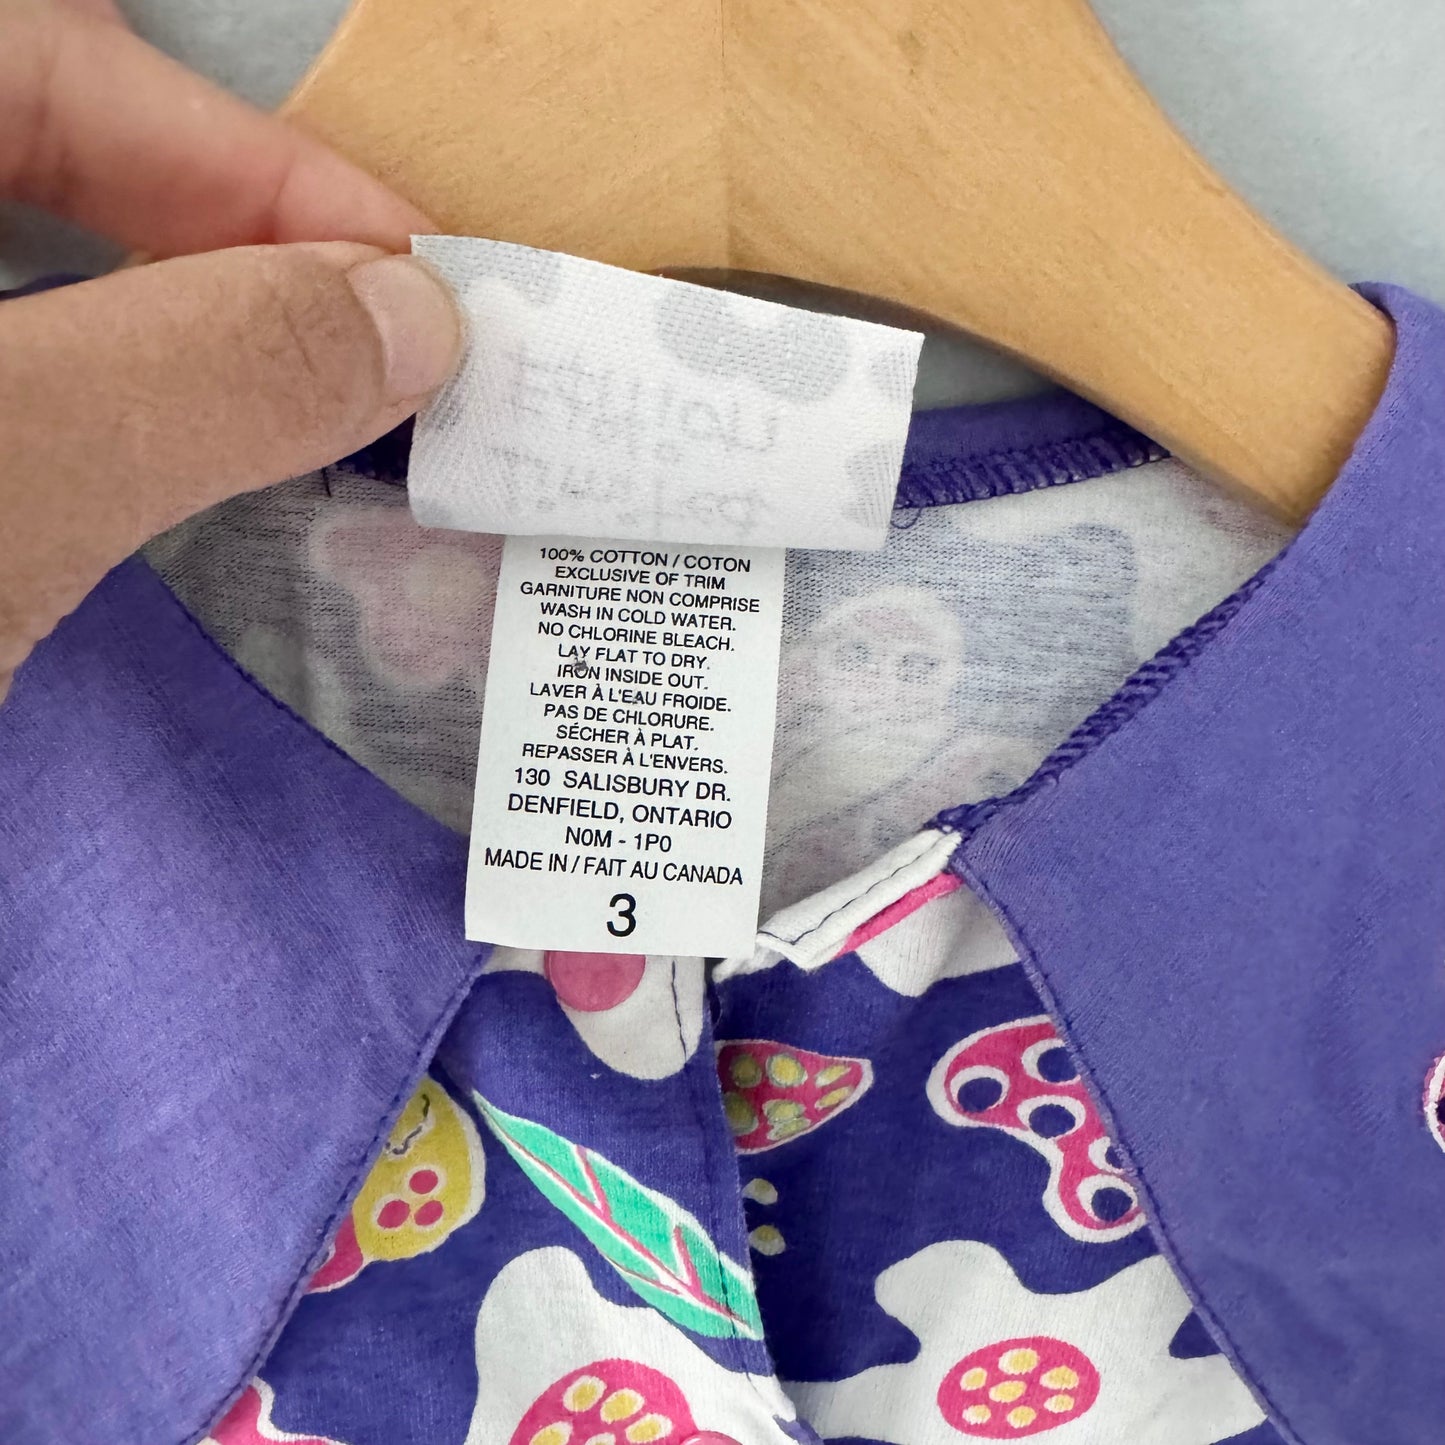 100% COTTON / COTON
EXCLUSIVE OF TRIM
GARNITURE NON COMPRISE
WASH IN COLD WATER.
NO CHLORINE BLEACH.
LAY FLAT TO DRY.
IRON INSIDE OUT.
LAVER À L'EAU FROIDE.
PAS DE CHLORURE.
SÉCHER À PLAT.
REPASSER À L'ENVERS.
130 SALISBURY DR.
DENFIELD, ONTARIO
N0M - 1P0
MADE IN / FAIT AU CANADA
3